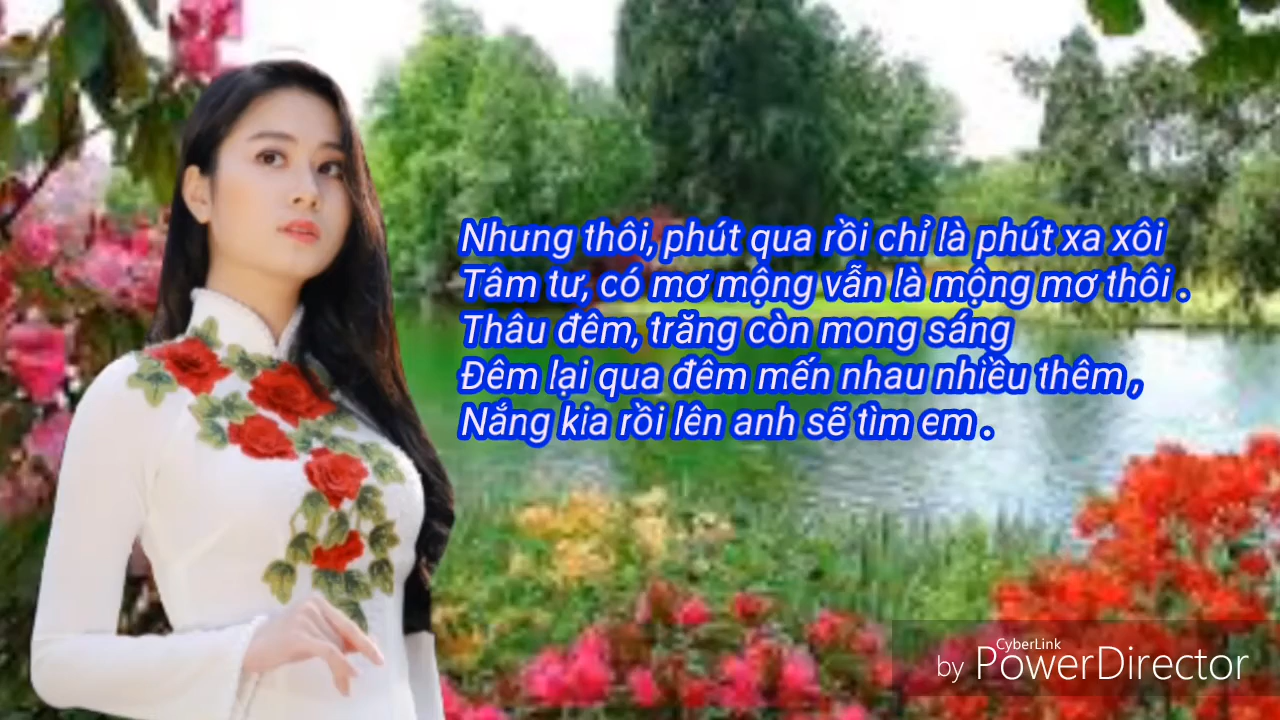 Nhưng thôi, phút qua rồi chỉ là phút xa xôi
Tâm tư, có mơ mộng vẫn là mộng mơ thôi .
Thâu đêm, trăng còn mong sáng
Đêm lại qua đêm mến nhau nhiều thêm ,
Nắng kia rồi lên anh sẽ tìm em .
CyberLink
by PowerDirector